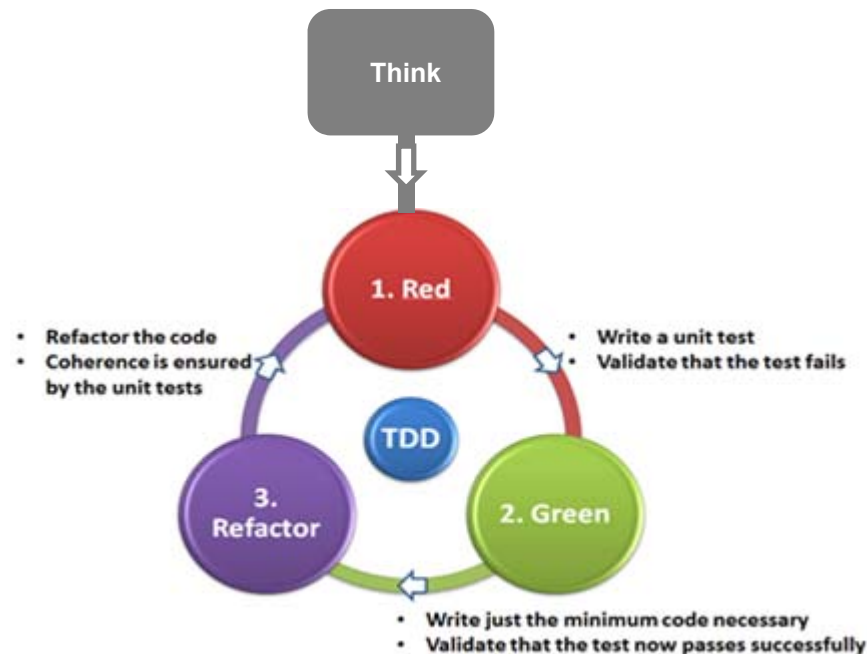 Think
1. Red
• Refactor the code
• Coherence is ensured
by the unit tests
• Write a unit test
• Validate that the test fails
TDD
3.
Refactor
2. Green
• Write just the minimum code necessary
• Validate that the test now passes successfully